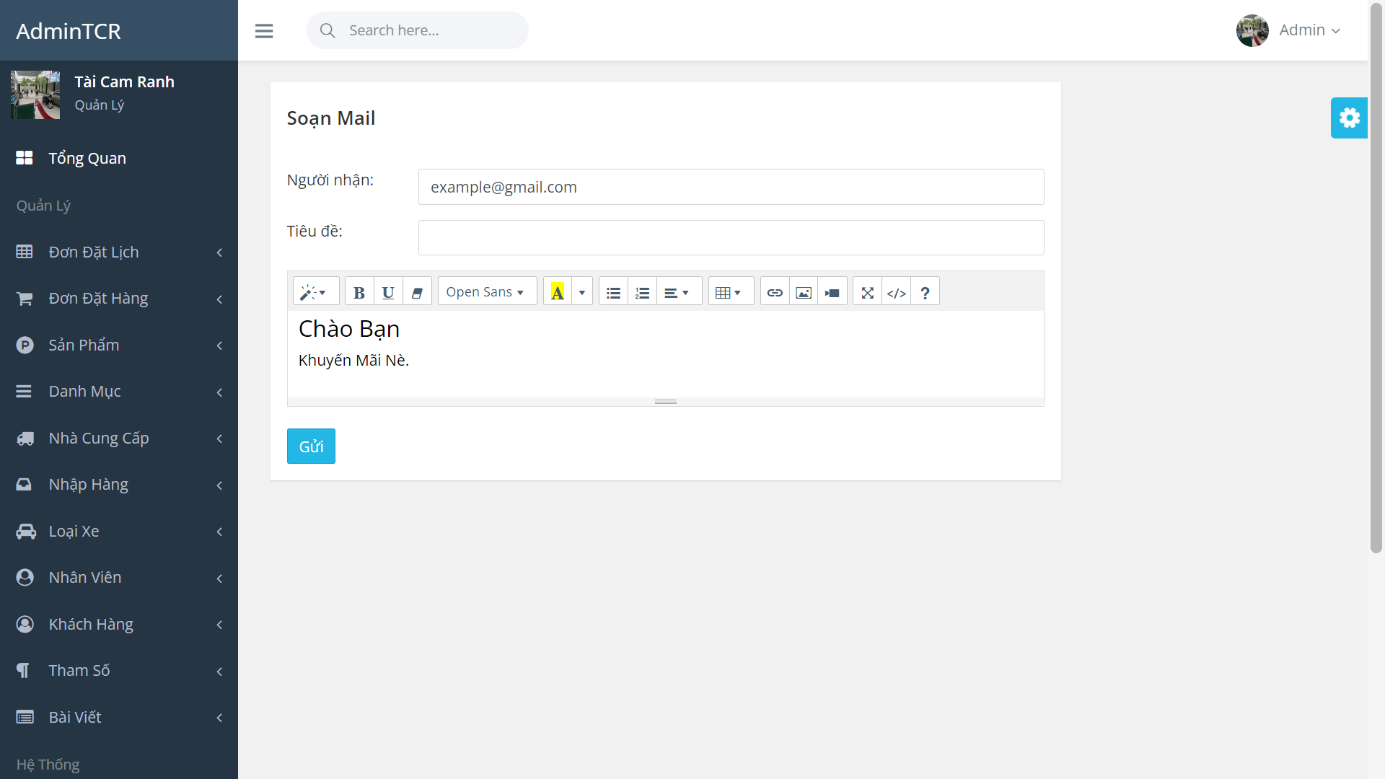 AdminTCR
Search here...
Admin
Tài Cam Ranh
Quản Lý
Tổng Quan
Quản Lý
Đơn Đặt Lịch
Đơn Đặt Hàng
Sản Phẩm
Danh Mục
Nhà Cung Cấp
Nhập Hàng
Loại Xe
Nhân Viên
Khách Hàng
Tham Số
Bài Viết
Hệ Thống
Soạn Mail
Người nhận:
example@gmail.com
Tiêu đề:
B U Open Sans A </> ?
Chào Bạn
Khuyến Mãi Nè.
Gửi